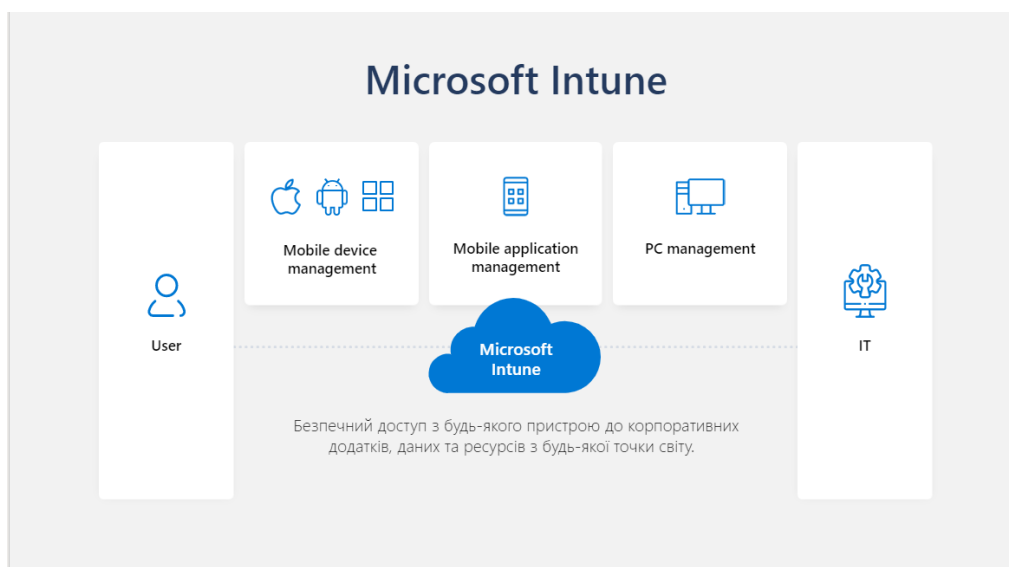 Microsoft Intune
Mobile device
management
Mobile application
management
PC management
User
Microsoft
Intune
IT
Безпечний доступ з будь-якого пристрою до корпоративних
додатків, даних та ресурсів з будь-якої точки світу.